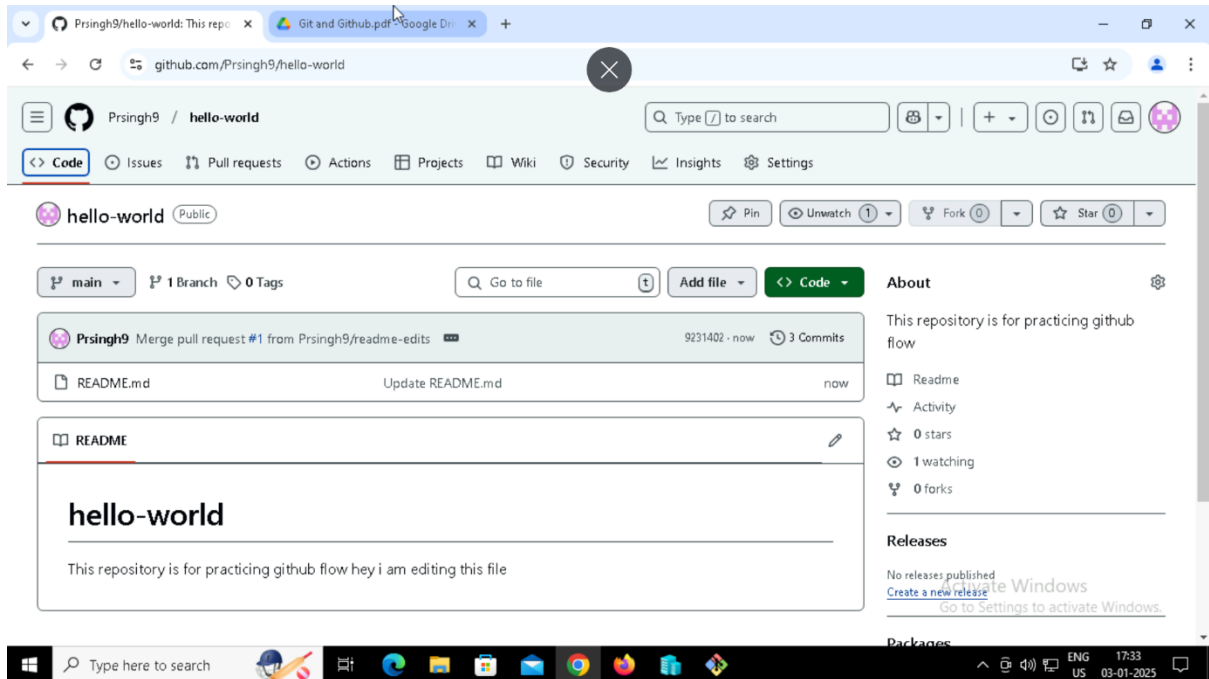 Prsingh9/hello-world: This repo
Git and Github.pdf - Google Dri
github.com/Prsingh9/hello-world
Prsingh9 / hello-world
Type / to search
Code Issues Pull requests Actions Projects Wiki Security Insights Settings
hello-world Public
Pin Unwatch 1 Fork 0 Star 0
main 1 Branch 0 Tags Go to file t Add file Code
Prsingh9 Merge pull request #1 from Prsingh9/readme-edits 9231402 · now 3 Commits
README.md Update README.md now
README
hello-world
This repository is for practicing github flow hey i am editing this file
About
This repository is for practicing github
flow
Readme
Activity
0 stars
1 watching
0 forks
Releases
No releases published
Create a new release
Activate Windows
Go to Settings to activate Windows.
Packages
Type here to search
ENG
US
17:33
03-01-2025